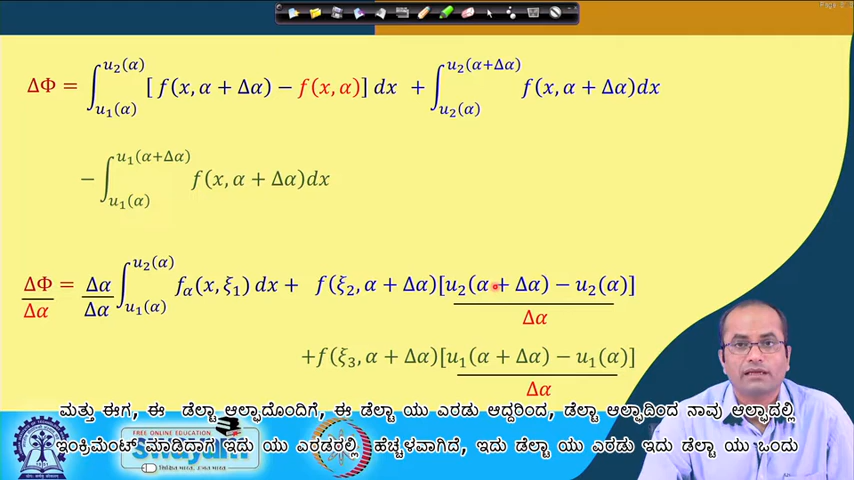 ΔΦ = ∫_{u₁(α)}^{u₂(α)} [ f(x, α + Δα) − f(x, α)] dx + ∫_{u₂(α)}^{u₂(α+Δα)} f(x, α + Δα)dx
− ∫_{u₁(α)}^{u₁(α+Δα)} f(x, α + Δα)dx
ΔΦ/Δα = Δα/Δα ∫_{u₁(α)}^{u₂(α)} f_α(x, ξ₁) dx + f(ξ₂, α + Δα)[u₂(α + Δα) − u₂(α)]/Δα
+f(ξ₃, α + Δα)[u₁(α + Δα) − u₁(α)]/Δα
ಮತ್ತು ಈಗ, ಈ ಡೆಲ್ಟಾ ಆಲ್ಫಾದೊಂದಿಗೆ, ಈ ಡೆಲ್ಟಾ ಯು ಎರಡು ಆದ್ದರಿಂದ, ಡೆಲ್ಟಾ ಆಲ್ಫಾದಿಂದ ನಾವು ಆಲ್ಫಾದಲ್ಲಿ
ಇಂಕ್ರಿಮೆಂಟ್ ಮಾಡಿದಾಗ ಇದು ಯು ಎರಡರಲ್ಲಿ ಹೆಚ್ಚಳವಾಗಿದೆ, ಇದು ಡೆಲ್ಟಾ ಯು ಎರಡು ಇದು ಡೆಲ್ಟಾ ಯು ಒಂದು
FREE ONLINE EDUCATION
swayam